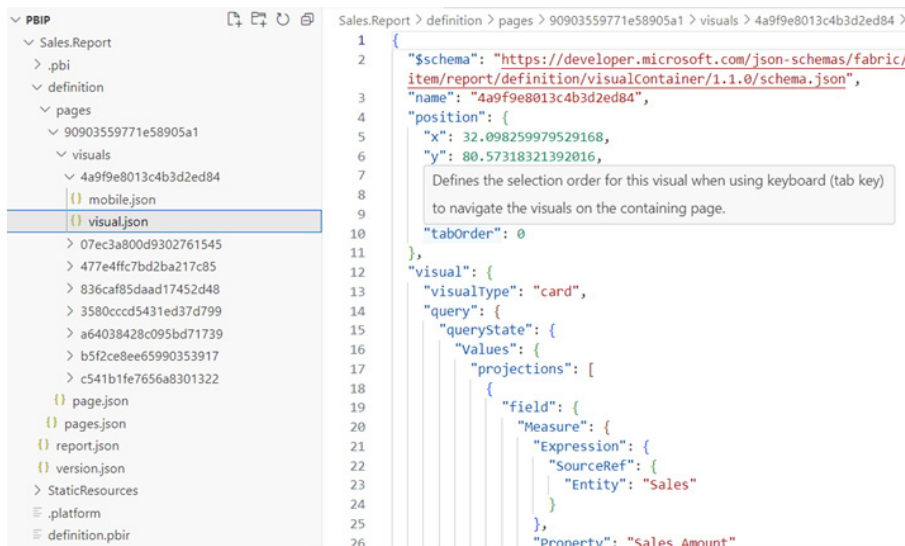 PBIP
Sales.Report
.pbi
definition
pages
90903559771e58905a1
visuals
4a9f9e8013c4b3d2ed84
{} mobile.json
{} visual.json
07ec3a800d9302761545
477e4ffc7bd2ba217c85
836caf85daad17452d48
3580cccd5431ed37d799
a64038428c095bd71739
b5f2ce8ee65990353917
c541b1fe7656a8301322
{} page.json
{} pages.json
{} report.json
{} version.json
StaticResources
.platform
definition.pbir
Sales.Report > definition > pages > 90903559771e58905a1 > visuals > 4a9f9e8013c4b3d2ed84 >
1 {
2 "$schema": "https://developer.microsoft.com/json-schemas/fabric/
item/report/definition/visualContainer/1.1.0/schema.json",
3 "name": "4a9f9e8013c4b3d2ed84",
4 "position": {
5 "x": 32.098259979529168,
6 "y": 80.57318321392016,
7
8
9
Defines the selection order for this visual when using keyboard (tab key)
to navigate the visuals on the containing page.
10 "tabOrder": 0
11 },
12 "visual": {
13 "visualType": "card",
14 "query": {
15 "queryState": {
16 "Values": {
17 "projections": [
18 {
19 "field": {
20 "Measure": {
21 "Expression": {
22 "SourceRef": {
23 "Entity": "Sales"
24 }
25 },
26 "Property": "Sales Amount"